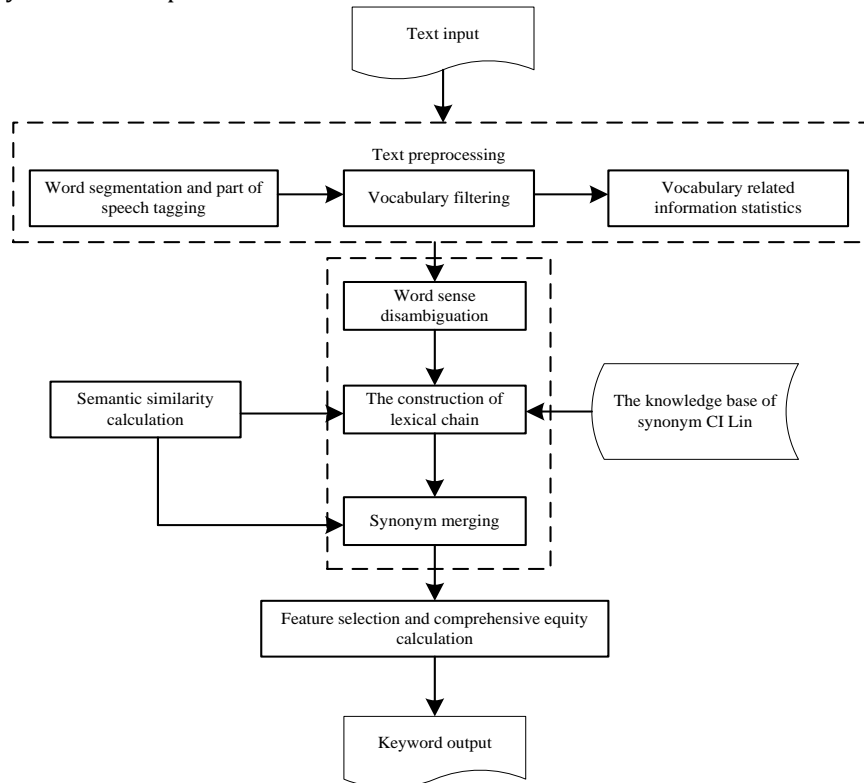 Text input
Text preprocessing
Word segmentation and part of
speech tagging
Vocabulary filtering
Vocabulary related
information statistics
Word sense
disambiguation
Semantic similarity
calculation
The construction of
lexical chain
The knowledge base of
synonym CI Lin
Synonym merging
Feature selection and comprehensive equity
calculation
Keyword output